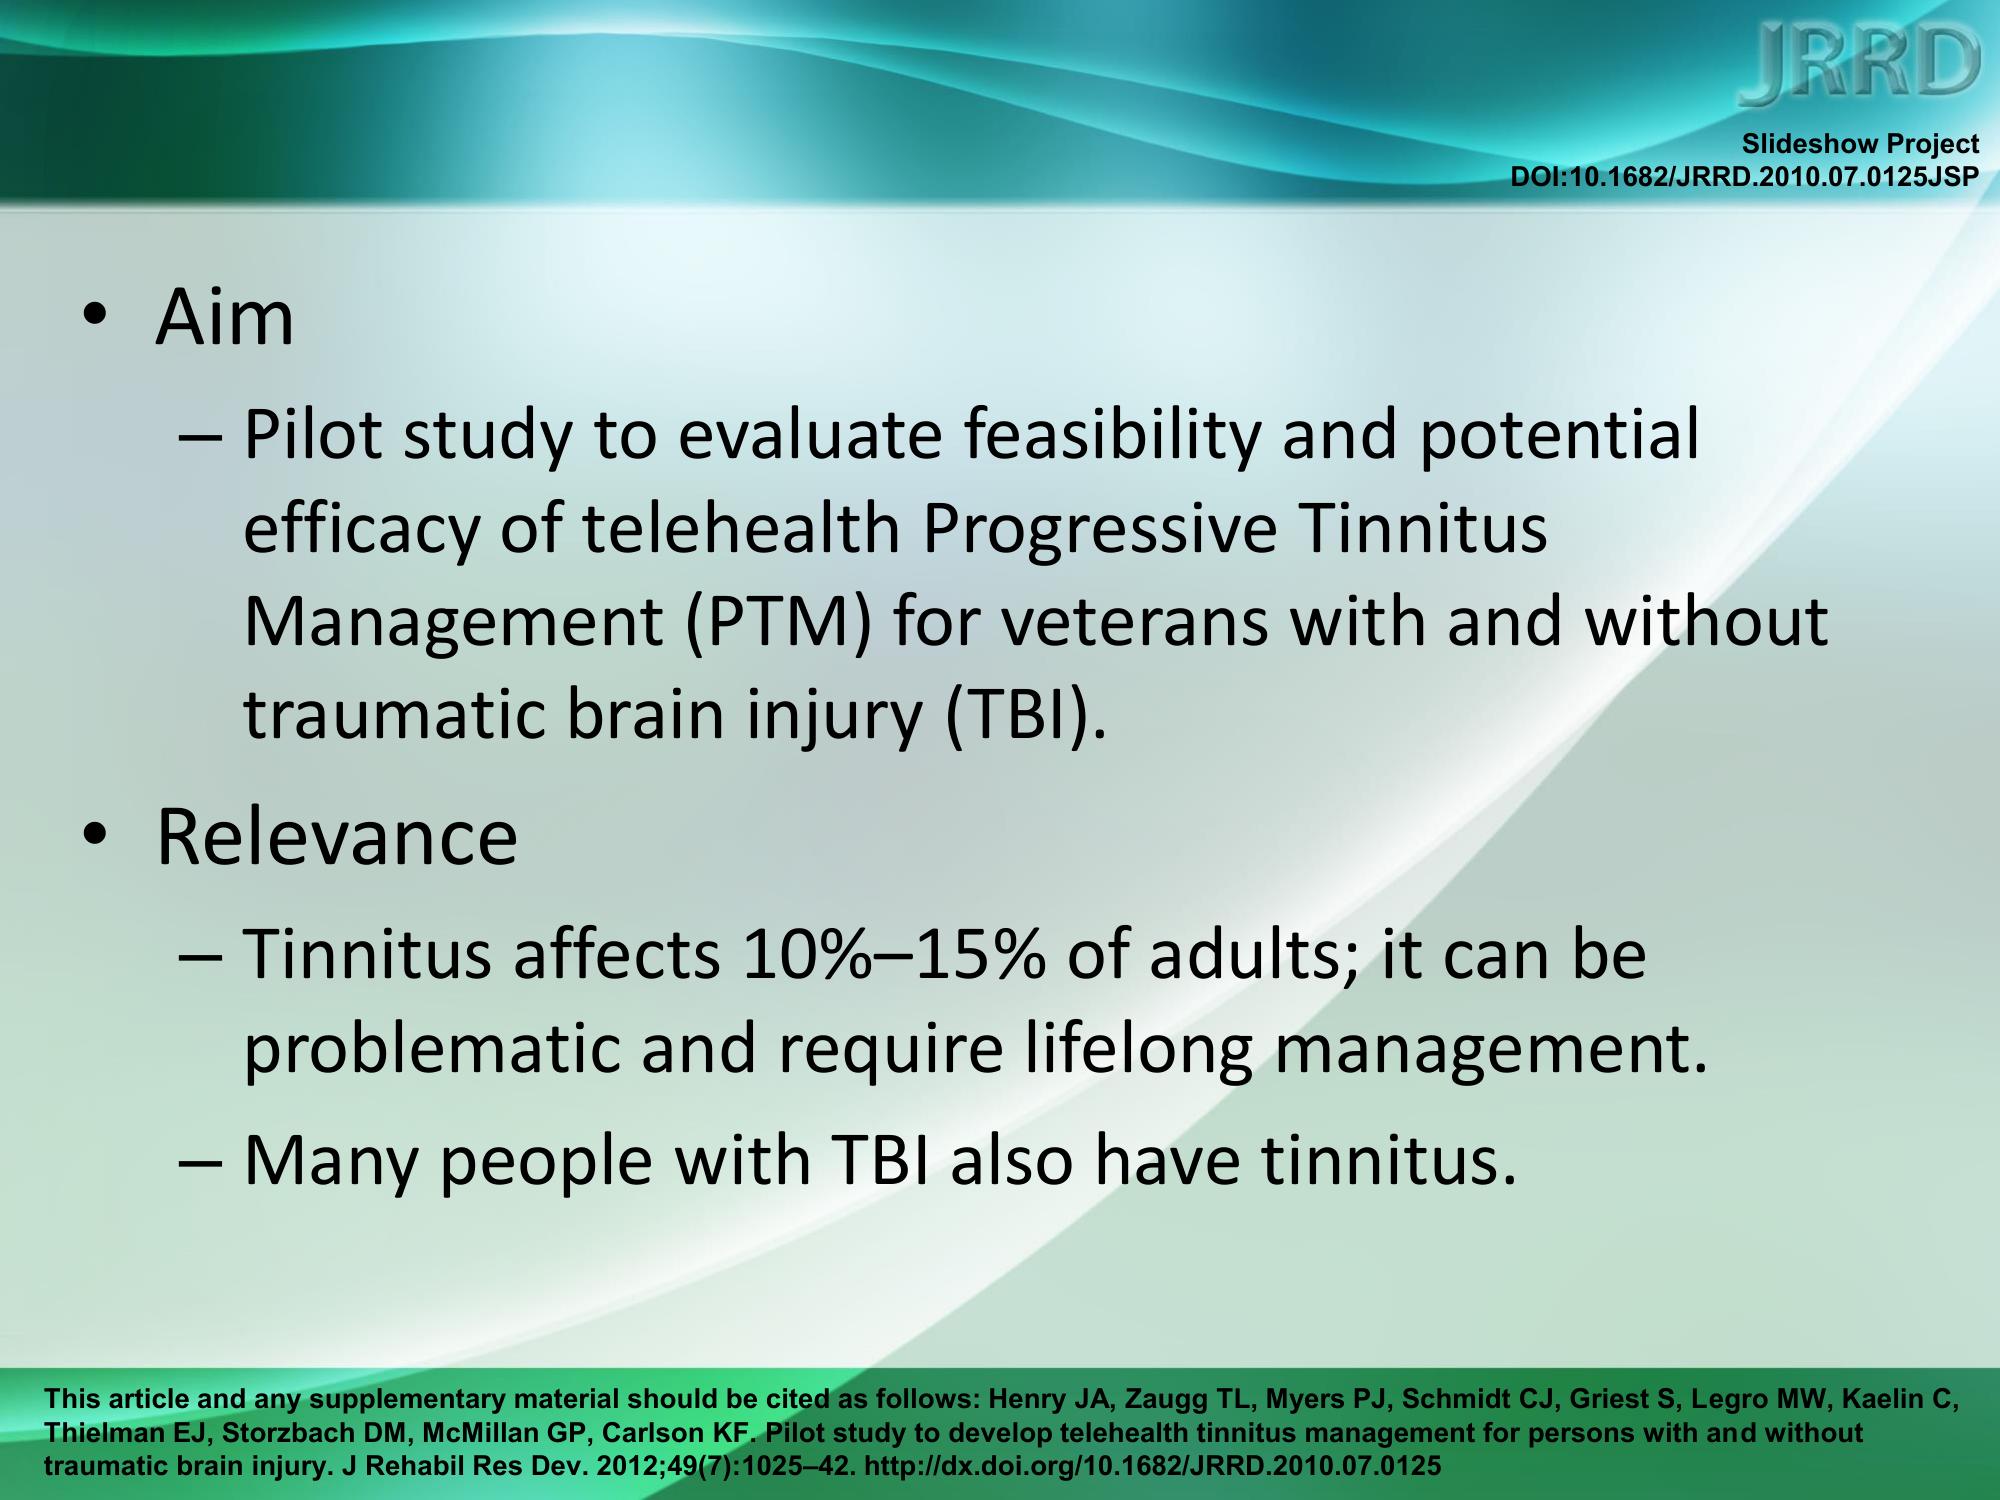 JRRD
Slideshow Project
DOI:10.1682/JRRD.2010.07.0125JSP
• Aim
– Pilot study to evaluate feasibility and potential
efficacy of telehealth Progressive Tinnitus
Management (PTM) for veterans with and without
traumatic brain injury (TBI).
• Relevance
– Tinnitus affects 10%–15% of adults; it can be
problematic and require lifelong management.
– Many people with TBI also have tinnitus.
This article and any supplementary material should be cited as follows: Henry JA, Zaugg TL, Myers PJ, Schmidt CJ, Griest S, Legro MW, Kaelin C,
Thielman EJ, Storzbach DM, McMillan GP, Carlson KF. Pilot study to develop telehealth tinnitus management for persons with and without
traumatic brain injury. J Rehabil Res Dev. 2012;49(7):1025–42. http://dx.doi.org/10.1682/JRRD.2010.07.0125